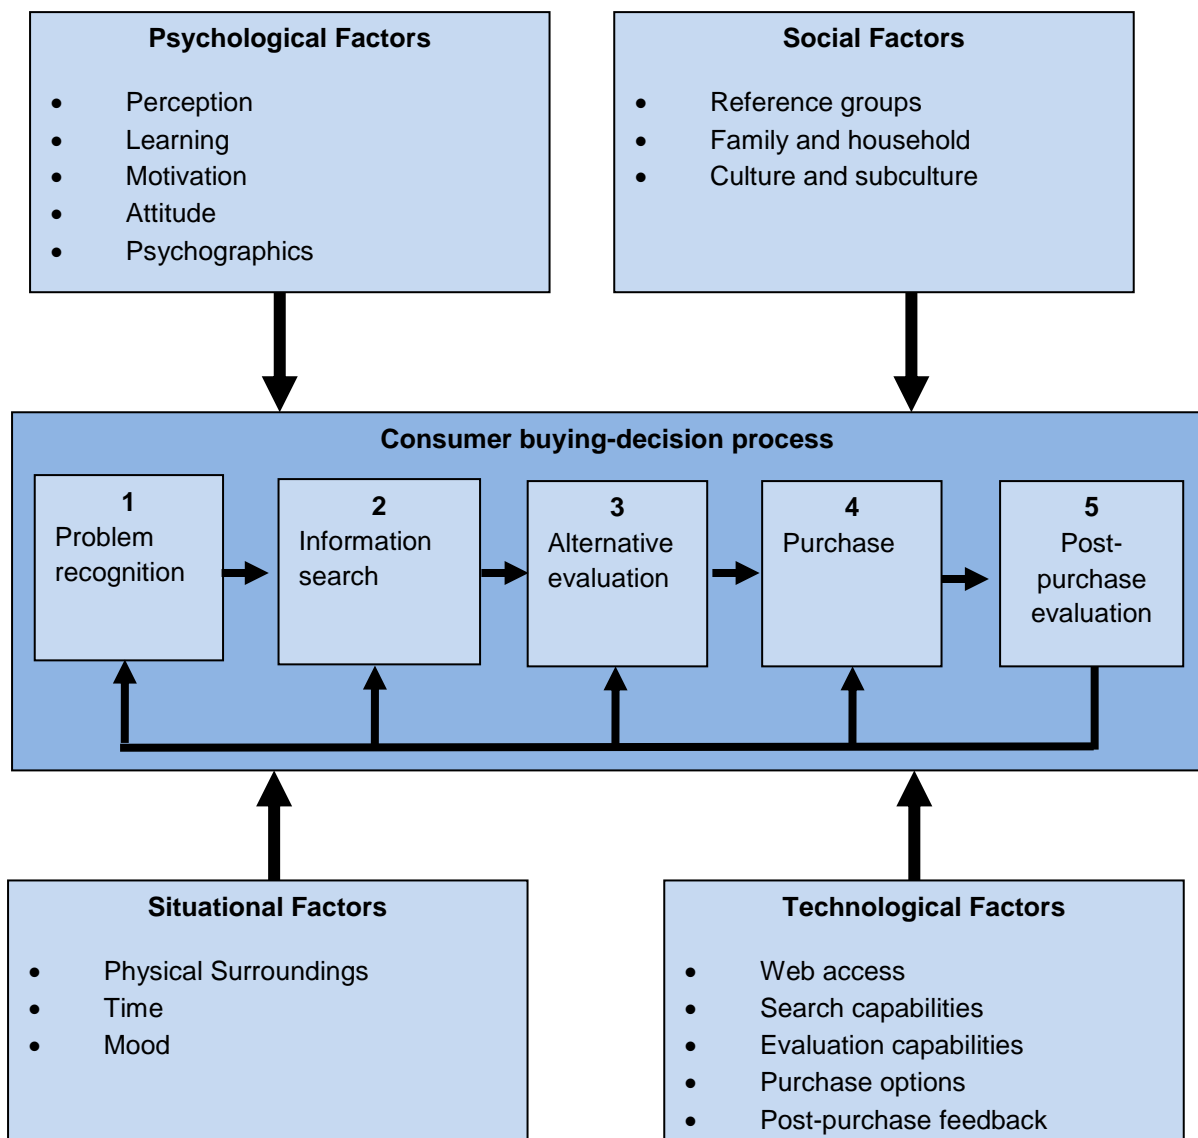 Psychological Factors
• Perception
• Learning
• Motivation
• Attitude
• Psychographics
Social Factors
• Reference groups
• Family and household
• Culture and subculture
Consumer buying-decision process
1
Problem
recognition
2
Information
search
3
Alternative
evaluation
4
Purchase
5
Post-
purchase
evaluation
Situational Factors
• Physical Surroundings
• Time
• Mood
Technological Factors
• Web access
• Search capabilities
• Evaluation capabilities
• Purchase options
• Post-purchase feedback